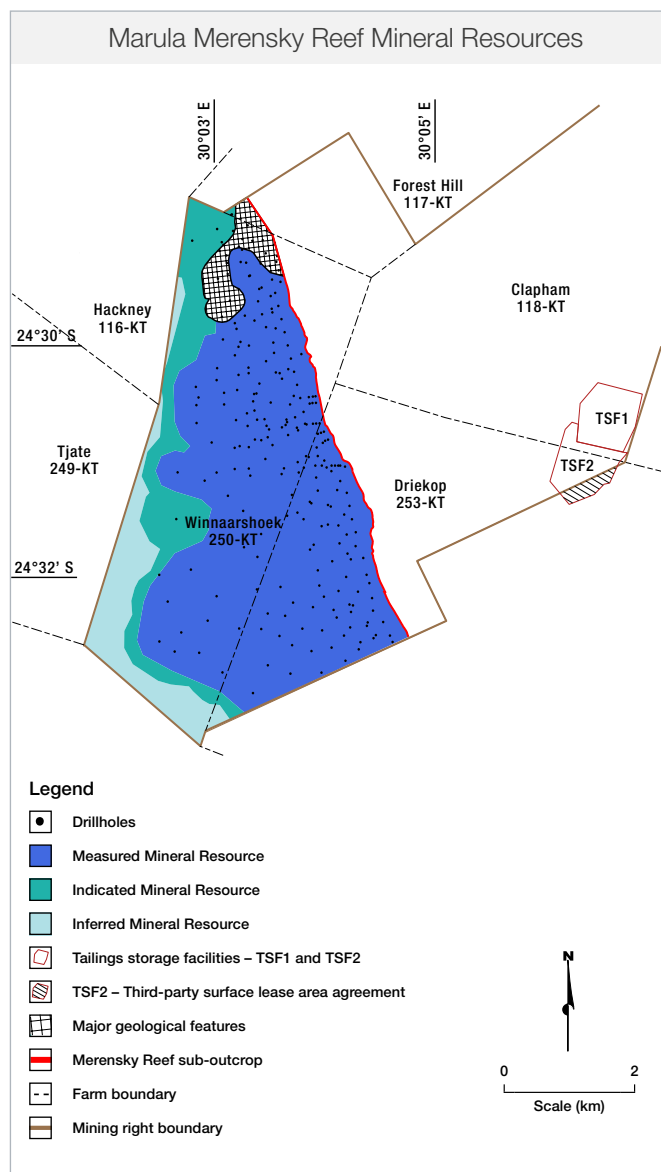 Marula Merensky Reef Mineral Resources
30°03' E
30°05' E
Forest Hill
117-KT
Hackney
116-KT
Clapham
118-KT
24°30' S
TSF1
Tjate
249-KT
TSF2
Driekop
253-KT
Winnaarshoek
250-KT
24°32' S
Legend
Drillholes
Measured Mineral Resource
Indicated Mineral Resource
Inferred Mineral Resource
Tailings storage facilities – TSF1 and TSF2
TSF2 – Third-party surface lease area agreement
Major geological features
Merensky Reef sub-outcrop
Farm boundary
Mining right boundary
N
0 2
Scale (km)